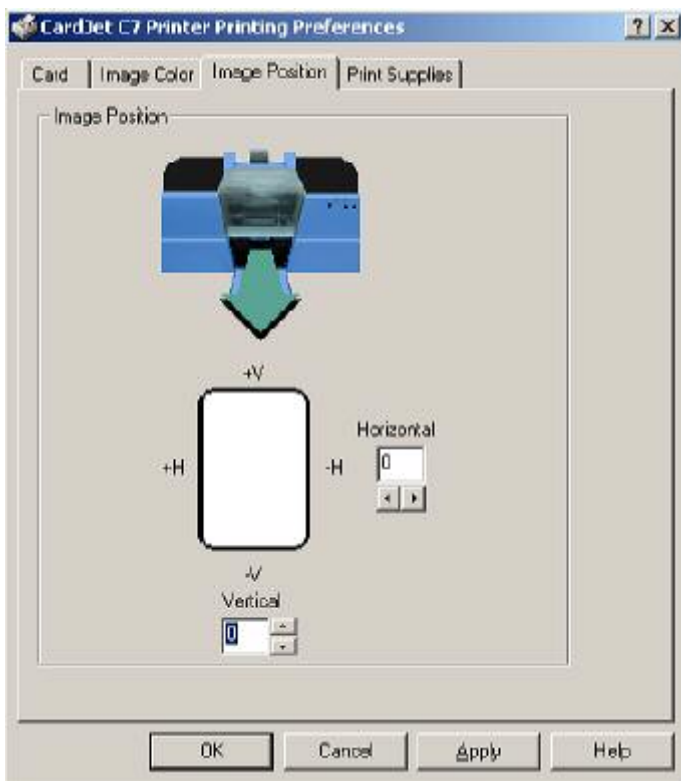 CardJet C7 Printer Printing Preferences
Card Image Color Image Position Print Supplies
Image Position
+V
Horizontal
+H -H 0
-V
Vertical
0
OK Cancel Apply Help